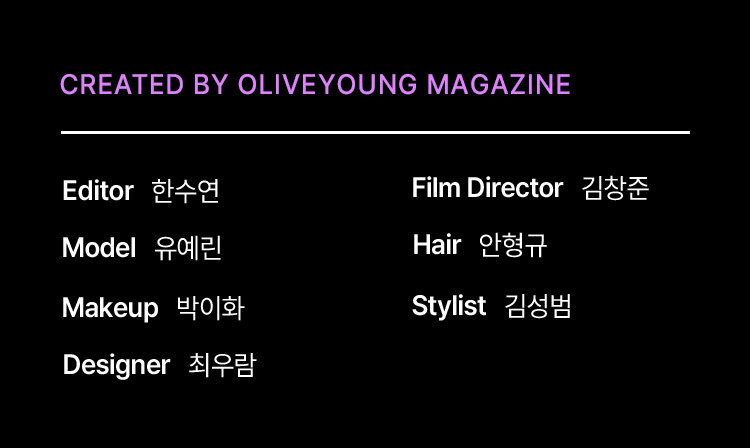 CREATED BY OLIVEYOUNG MAGAZINE
Editor 한수연
Film Director 김창준
Model 유예린
Hair 안형규
Makeup 박이화
Stylist 김성범
Designer 최우람